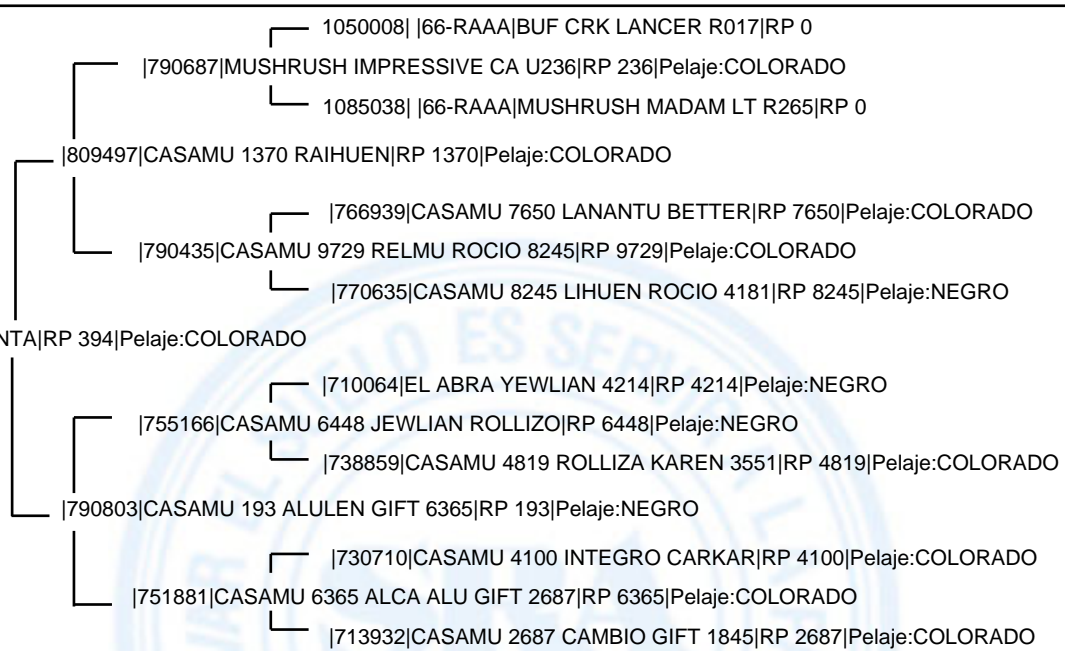 1050008| |66-RAAA|BUF CRK LANCER R017|RP 0
|790687|MUSHRUSH IMPRESSIVE CA U236|RP 236|Pelaje:COLORADO
1085038| |66-RAAA|MUSHRUSH MADAM LT R265|RP 0
|809497|CASAMU 1370 RAIHUEN|RP 1370|Pelaje:COLORADO
|766939|CASAMU 7650 LANANTU BETTER|RP 7650|Pelaje:COLORADO
|790435|CASAMU 9729 RELMU ROCIO 8245|RP 9729|Pelaje:COLORADO
|770635|CASAMU 8245 LIHUEN ROCIO 4181|RP 8245|Pelaje:NEGRO
NTA|RP 394|Pelaje:COLORADO
|710064|EL ABRA YEWLIAN 4214|RP 4214|Pelaje:NEGRO
|755166|CASAMU 6448 JEWLIAN ROLLIZO|RP 6448|Pelaje:NEGRO
|738859|CASAMU 4819 ROLLIZA KAREN 3551|RP 4819|Pelaje:COLORADO
|790803|CASAMU 193 ALULEN GIFT 6365|RP 193|Pelaje:NEGRO
|730710|CASAMU 4100 INTEGRO CARKAR|RP 4100|Pelaje:COLORADO
|751881|CASAMU 6365 ALCA ALU GIFT 2687|RP 6365|Pelaje:COLORADO
|713932|CASAMU 2687 CAMBIO GIFT 1845|RP 2687|Pelaje:COLORADO